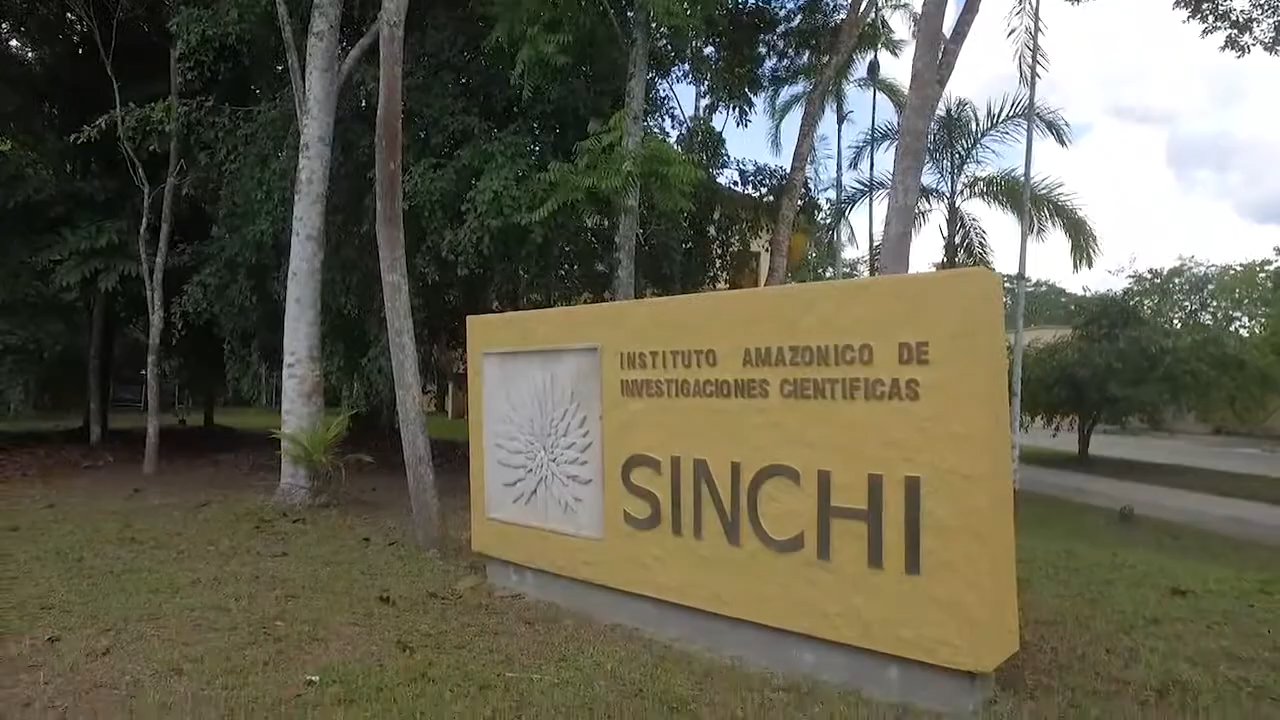 INSTITUTO AMAZONICO DE
INVESTIGACIONES CIENTIFICAS
SINCHI